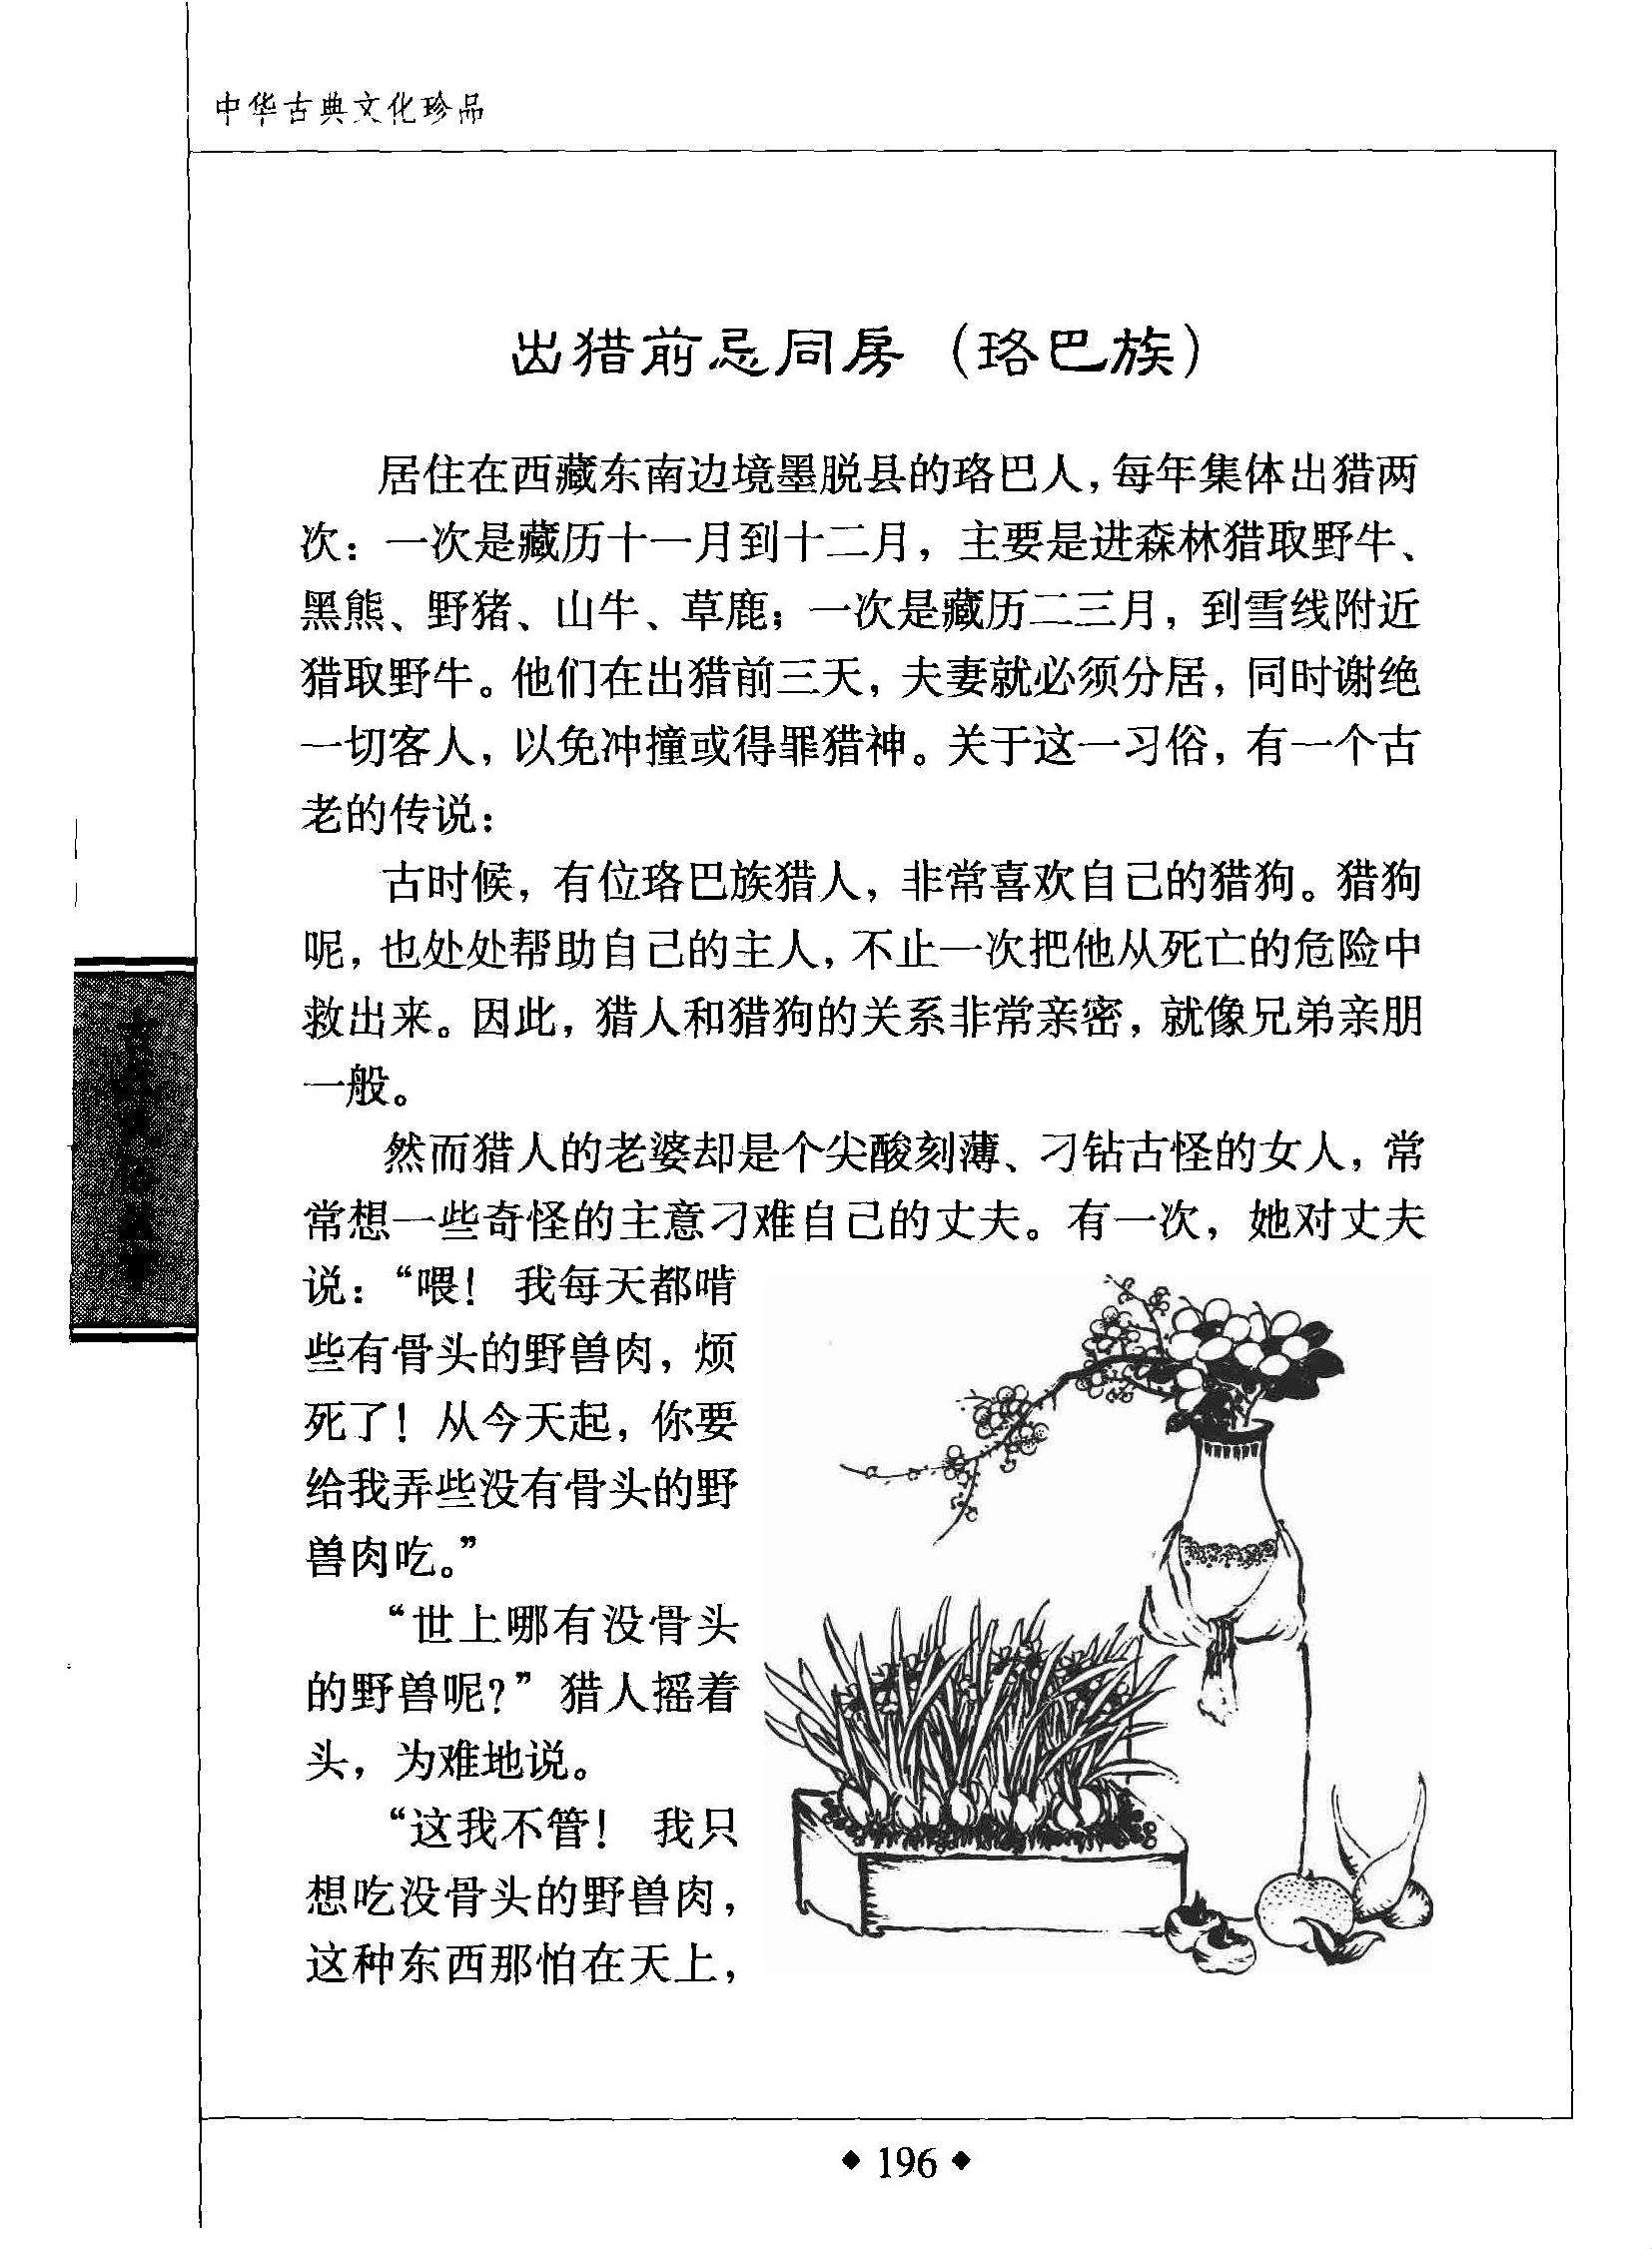 中华古典文化珍品
出猎前忌同房（珞巴族）
居住在西藏东南边境墨脱县的珞巴人，每年集体出猎两
次：一次是藏历十一月到十二月，主要是进森林猎取野牛、
黑熊、野猪、山牛、草鹿；一次是藏历二三月，到雪线附近
猎取野牛。他们在出猎前三天，夫妻就必须分居，同时谢绝
一切客人，以免冲撞或得罪猎神。关于这一习俗，有一个古
老的传说：
古时候，有位珞巴族猎人，非常喜欢自己的猎狗。猎狗
呢，也处处帮助自己的主人，不止一次把他从死亡的危险中
救出来。因此，猎人和猎狗的关系非常亲密，就像兄弟亲朋
一般。
然而猎人的老婆却是个尖酸刻薄、刁钻古怪的女人，常
常想一些奇怪的主意刁难自己的丈夫。有一次，她对丈夫
说：“喂！我每天都啃
些有骨头的野兽肉，烦
死了！从今天起，你要
给我弄些没有骨头的野
兽肉吃。”
“世上哪有没骨头
的野兽呢？”猎人摇着
头，为难地说。
“这我不管！我只
想吃没骨头的野兽肉，
这种东西那怕在天上，
◆ 196 ◆